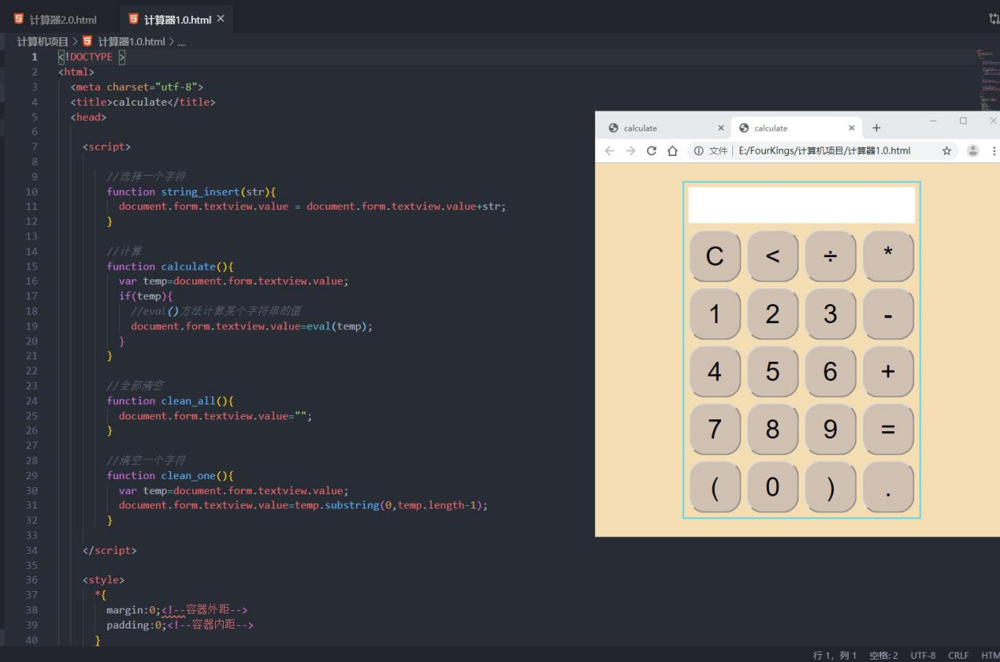 计算器2.0.html 计算器1.0.html ×
计算机项目 > 计算器1.0.html > ...
1 <!DOCTYPE >
2 <html>
3 <meta charset="utf-8">
4 <title>calculate</title>
5 <head>
6
7 <script>
8
9 //选择一个字符
10 function string_insert(str){
11 document.form.textview.value = document.form.textview.value+str;
12 }
13
14 //计算
15 function calculate(){
16 var temp=document.form.textview.value;
17 if(temp){
18 //eval()方法计算某个字符串的值
19 document.form.textview.value=eval(temp);
20 }
21 }
22
23 //全部清空
24 function clean_all(){
25 document.form.textview.value="";
26 }
27
28 //清空一个字符
29 function clean_one(){
30 var temp=document.form.textview.value;
31 document.form.textview.value=temp.substring(0,temp.length-1);
32 }
33
34 </script>
35
36 <style>
37 *{
38 margin:0;<!--容器外距-->
39 padding:0;<!--容器内距-->
40 }
calculate × calculate × +
文件 | E:/FourKings/计算机项目/计算器1.0.html
C < ÷ *
1 2 3 -
4 5 6 +
7 8 9 =
( 0 ) .
行 1，列 1 空格: 2 UTF-8 CRLF HTM